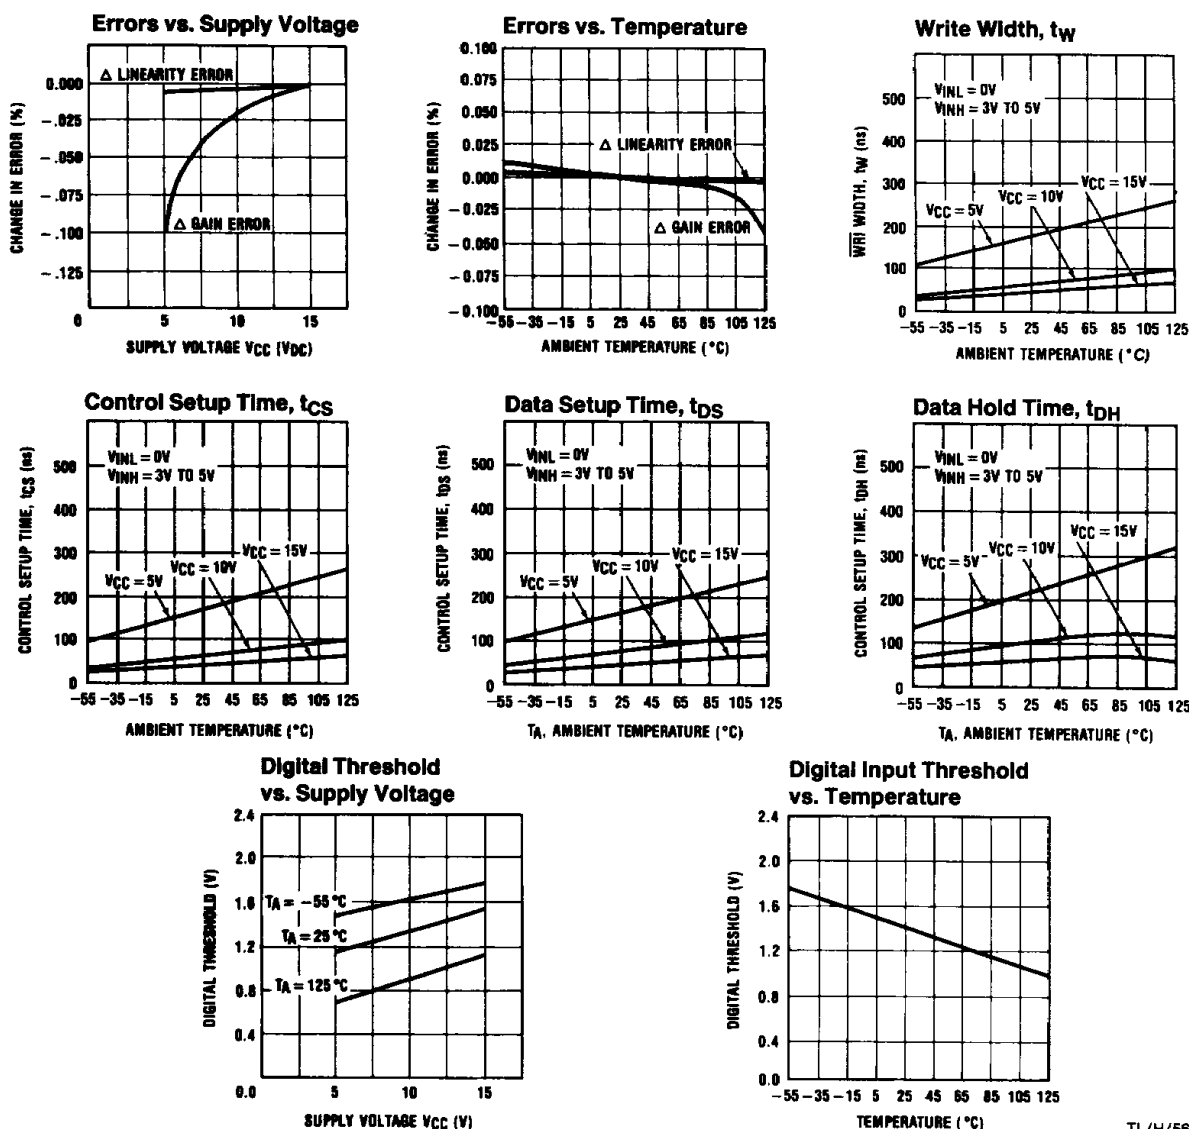 Errors vs. Supply Voltage
CHANGE IN ERROR (%)
0.000
-.025
-.050
-.075
-.100
-.125
Δ LINEARITY ERROR
Δ GAIN ERROR
0 5 10 15
SUPPLY VOLTAGE VCC (VDC)
Errors vs. Temperature
CHANGE IN ERROR (%)
0.100
0.075
0.050
0.025
0.000
-0.025
-0.050
-0.075
-0.100
Δ LINEARITY ERROR
Δ GAIN ERROR
-55 -35 -15 5 25 45 65 85 105 125
AMBIENT TEMPERATURE (°C)
Write Width, tW
WRI WIDTH, tW (ns)
500
400
300
200
100
0
VINL = 0V
VINH = 3V TO 5V
VCC = 5V
VCC = 10V
VCC = 15V
-55 -35 -15 5 25 45 65 85 105 125
AMBIENT TEMPERATURE (°C)
Control Setup Time, tCS
CONTROL SETUP TIME, tCS (ns)
500
400
300
200
100
0
VINL = 0V
VINH = 3V TO 5V
VCC = 15V
VCC = 10V
VCC = 5V
-55 -35 -15 5 25 45 65 85 105 125
AMBIENT TEMPERATURE (°C)
Data Setup Time, tDS
CONTROL SETUP TIME, tDS (ns)
500
400
300
200
100
0
VINL = 0V
VINH = 3V TO 5V
VCC = 15V
VCC = 10V
VCC = 5V
-55 -35 -15 5 25 45 65 85 105 125
TA, AMBIENT TEMPERATURE (°C)
Data Hold Time, tDH
CONTROL SETUP TIME, tDH (ns)
500
400
300
200
100
0
VINL = 0V
VINH = 3V TO 5V
VCC = 15V
VCC = 10V
VCC = 5V
-55 -35 -15 5 25 45 65 85 105 125
TA, AMBIENT TEMPERATURE (°C)
Digital Threshold
vs. Supply Voltage
DIGITAL THRESHOLD (V)
2.4
2.0
1.6
1.2
0.8
0.4
0.0
TA = -55°C
TA = 25°C
TA = 125°C
5 10 15
SUPPLY VOLTAGE VCC (V)
Digital Input Threshold
vs. Temperature
DIGITAL THRESHOLD (V)
2.4
2.0
1.6
1.2
0.8
0.4
0.0
-55 -35 -15 5 25 45 65 85 105 125
TEMPERATURE (°C)